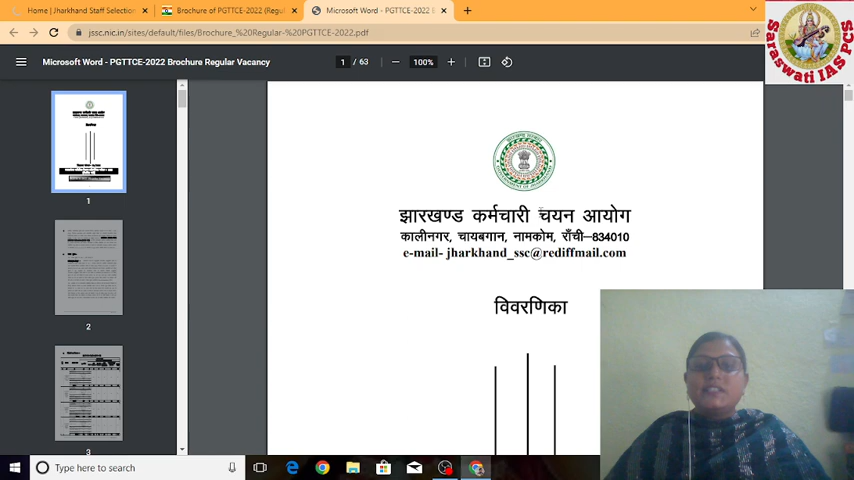 Home | Jharkhand Staff Selection
Brochure of PGTTCE-2022 (Regul
Microsoft Word - PGTTCE-2022 B
jssc.nic.in/sites/default/files/Brochure_%20Regular-%20PGTTCE-2022.pdf
Microsoft Word - PGTTCE-2022 Brochure Regular Vacancy
1 / 63
100%
Saraswati IAS PCS
झारखण्ड कर्मचारी चयन आयोग
कालीनगर, चायबगान, नामकोम, राँची–834010
e-mail- jharkhand_ssc@rediffmail.com
विवरणिका
1
2
3
Type here to search